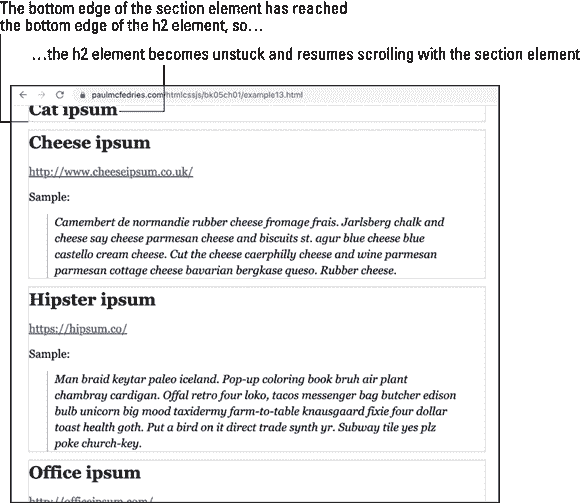 The bottom edge of the section element has reached
the bottom edge of the h2 element, so...
...the h2 element becomes unstuck and resumes scrolling with the section element
paulmcfedries.com/htmlcssjs/bk05ch01/example13.html
Cat ipsum
Cheese ipsum
http://www.cheeseipsum.co.uk/
Sample:
Camembert de normandie rubber cheese fromage frais. Jarlsberg chalk and
cheese say cheese parmesan cheese and biscuits st. agur blue cheese blue
castello cream cheese. Cut the cheese caerphilly cheese and wine parmesan
parmesan cottage cheese bavarian bergkase queso. Rubber cheese.
Hipster ipsum
https://hipsum.co/
Sample:
Man braid keytar paleo iceland. Pop-up coloring book bruh air plant
chambray cardigan. Offal retro four loko, tacos messenger bag butcher edison
bulb unicorn big mood taxidermy farm-to-table knausgaard fixie four dollar
toast health goth. Put a bird on it direct trade synth yr. Subway tile yes plz
poke church-key.
Office ipsum
http://officeipsum.com/